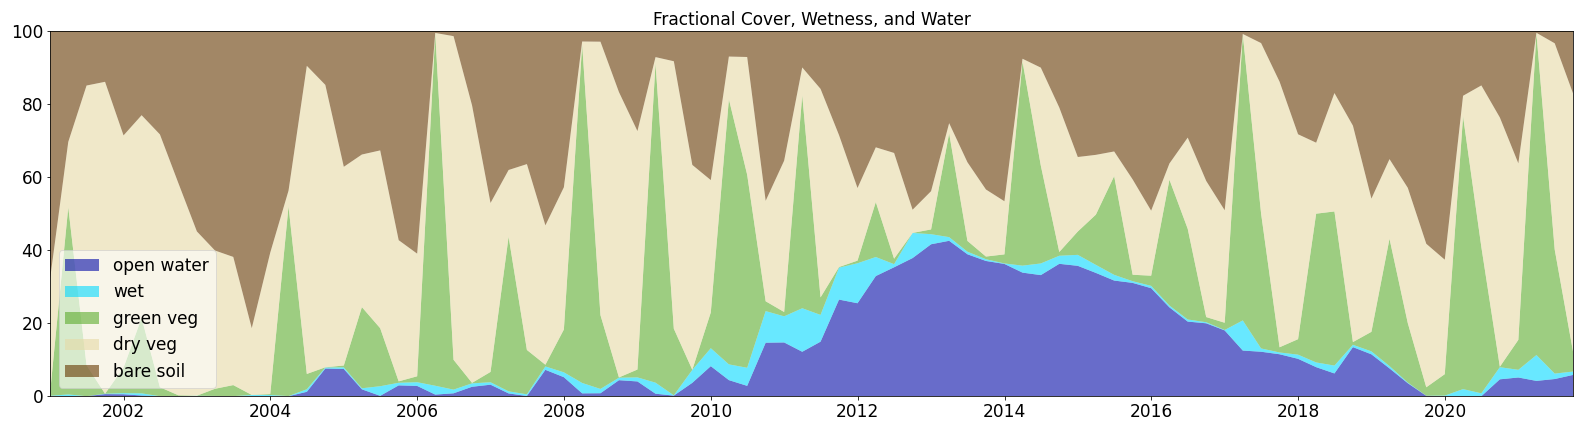 Fractional Cover, Wetness, and Water
100
80
60
40
20
0
open water
wet
green veg
dry veg
bare soil
2002 2004 2006 2008 2010 2012 2014 2016 2018 2020